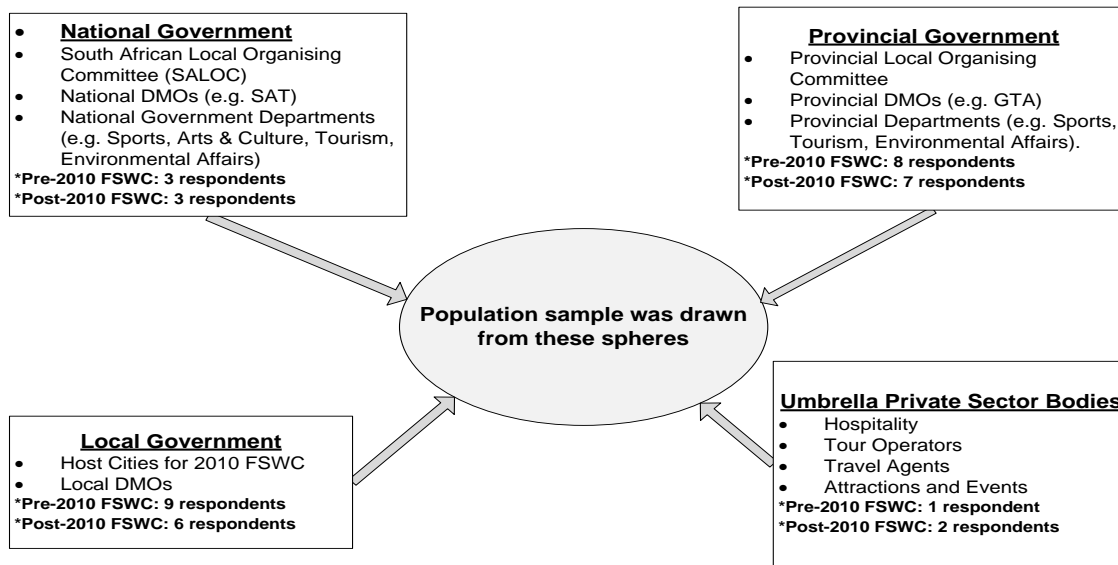 • National Government
• South African Local Organising
Committee (SALOC)
• National DMOs (e.g. SAT)
• National Government Departments
(e.g. Sports, Arts & Culture, Tourism,
Environmental Affairs)
*Pre-2010 FSWC: 3 respondents
*Post-2010 FSWC: 3 respondents
Provincial Government
• Provincial Local Organising
Committee
• Provincial DMOs (e.g. GTA)
• Provincial Departments (e.g. Sports,
Tourism, Environmental Affairs).
*Pre-2010 FSWC: 8 respondents
*Post-2010 FSWC: 7 respondents
Population sample was drawn
from these spheres
Local Government
• Host Cities for 2010 FSWC
• Local DMOs
*Pre-2010 FSWC: 9 respondents
*Post-2010 FSWC: 6 respondents
Umbrella Private Sector Bodies
• Hospitality
• Tour Operators
• Travel Agents
• Attractions and Events
*Pre-2010 FSWC: 1 respondent
*Post-2010 FSWC: 2 respondents